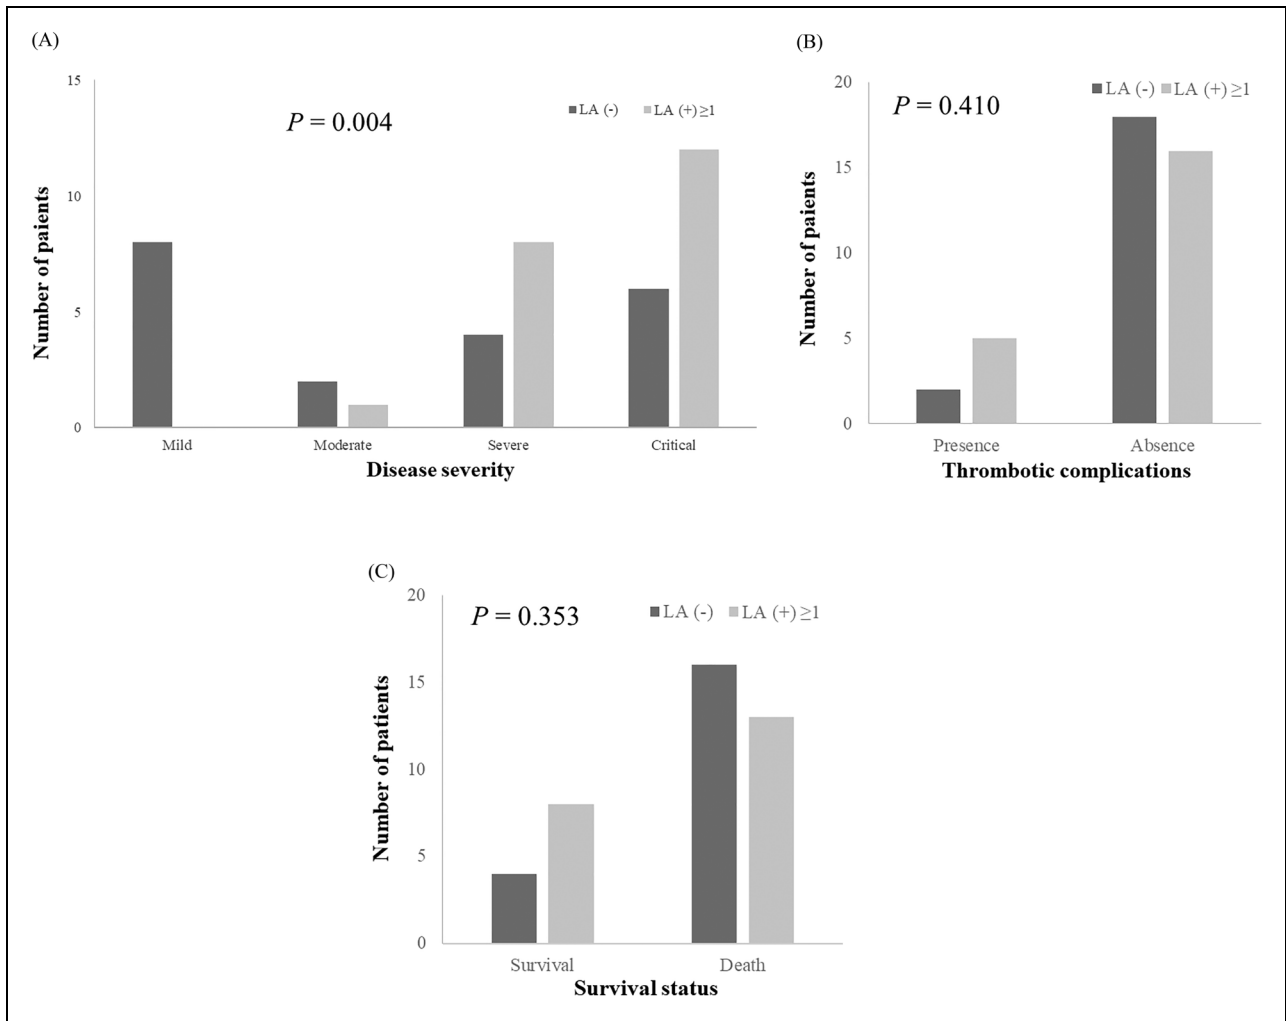 (A)
15
10
5
0
Number of paients
P = 0.004
LA (-) LA (+) ≥1
Mild Moderate Severe Critical
Disease severity
(B)
20
15
10
5
0
Number of paients
P = 0.410
LA (-) LA (+) ≥1
Presence Absence
Thrombotic complications
(C)
20
15
10
5
0
Number of patients
P = 0.353
LA (-) LA (+) ≥1
Survival Death
Survival status